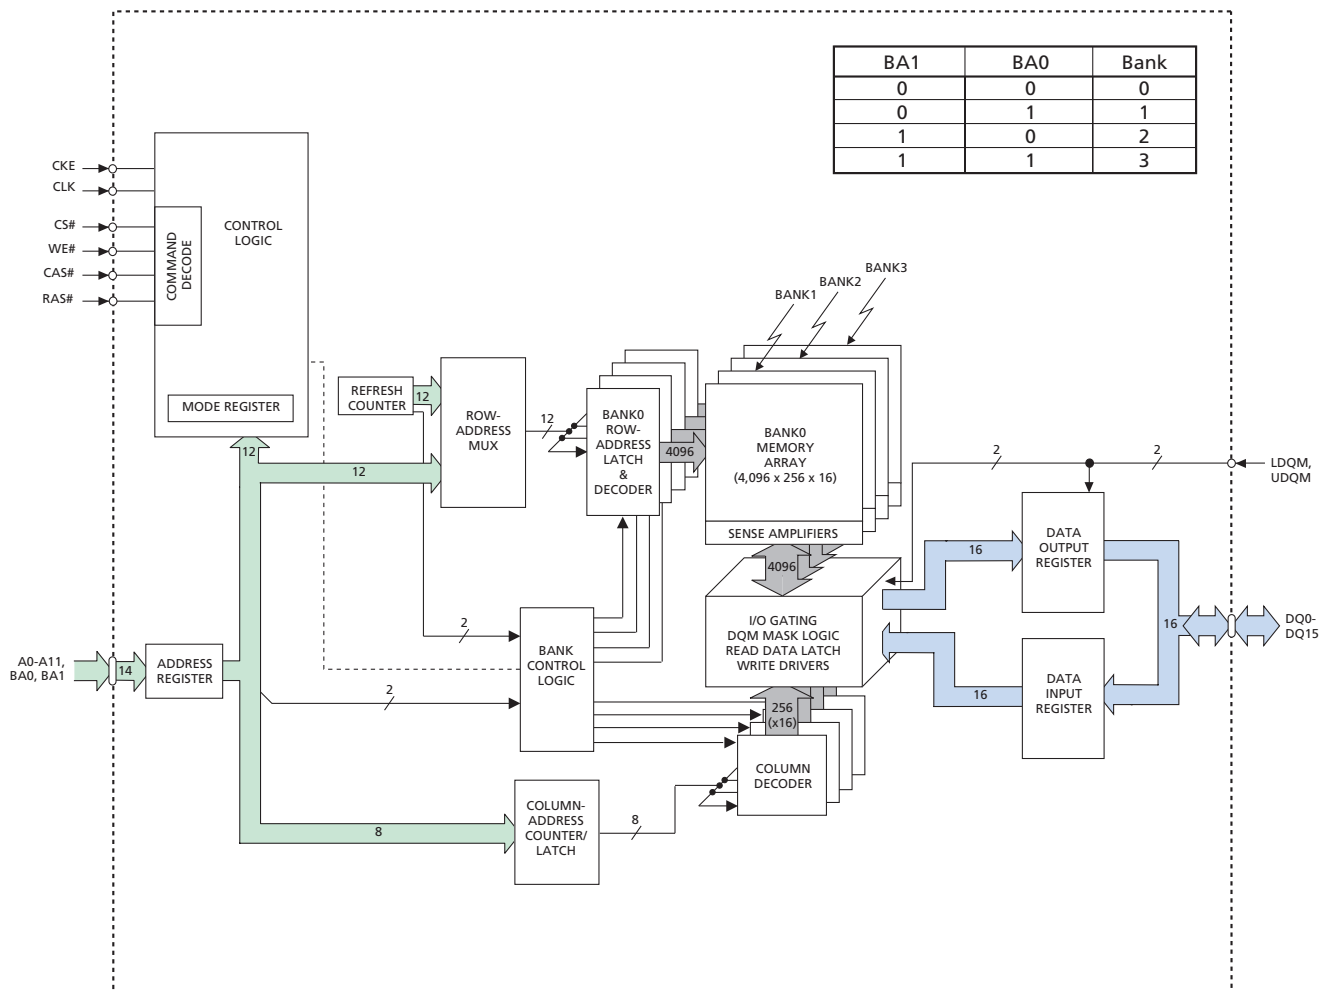 BA1 BA0 Bank
0 0 0
0 1 1
1 0 2
1 1 3
CKE
CLK
CS#
WE#
CAS#
RAS#
COMMAND
DECODE
CONTROL
LOGIC
MODE REGISTER
12
12
REFRESH
COUNTER
12
ROW-
ADDRESS
MUX
12
BANK0
ROW-
ADDRESS
LATCH
&
DECODER
4096
BANK1
BANK2
BANK3
BANK0
MEMORY
ARRAY
(4,096 x 256 x 16)
SENSE AMPLIFIERS
4096
I/O GATING
DQM MASK LOGIC
READ DATA LATCH
WRITE DRIVERS
2
2
LDQM,
UDQM
DATA
OUTPUT
REGISTER
16
16
DQ0-
DQ15
DATA
INPUT
REGISTER
16
A0-A11,
BA0, BA1
14
ADDRESS
REGISTER
2
2
BANK
CONTROL
LOGIC
256
(x16)
COLUMN
DECODER
8
COLUMN-
ADDRESS
COUNTER/
LATCH
8